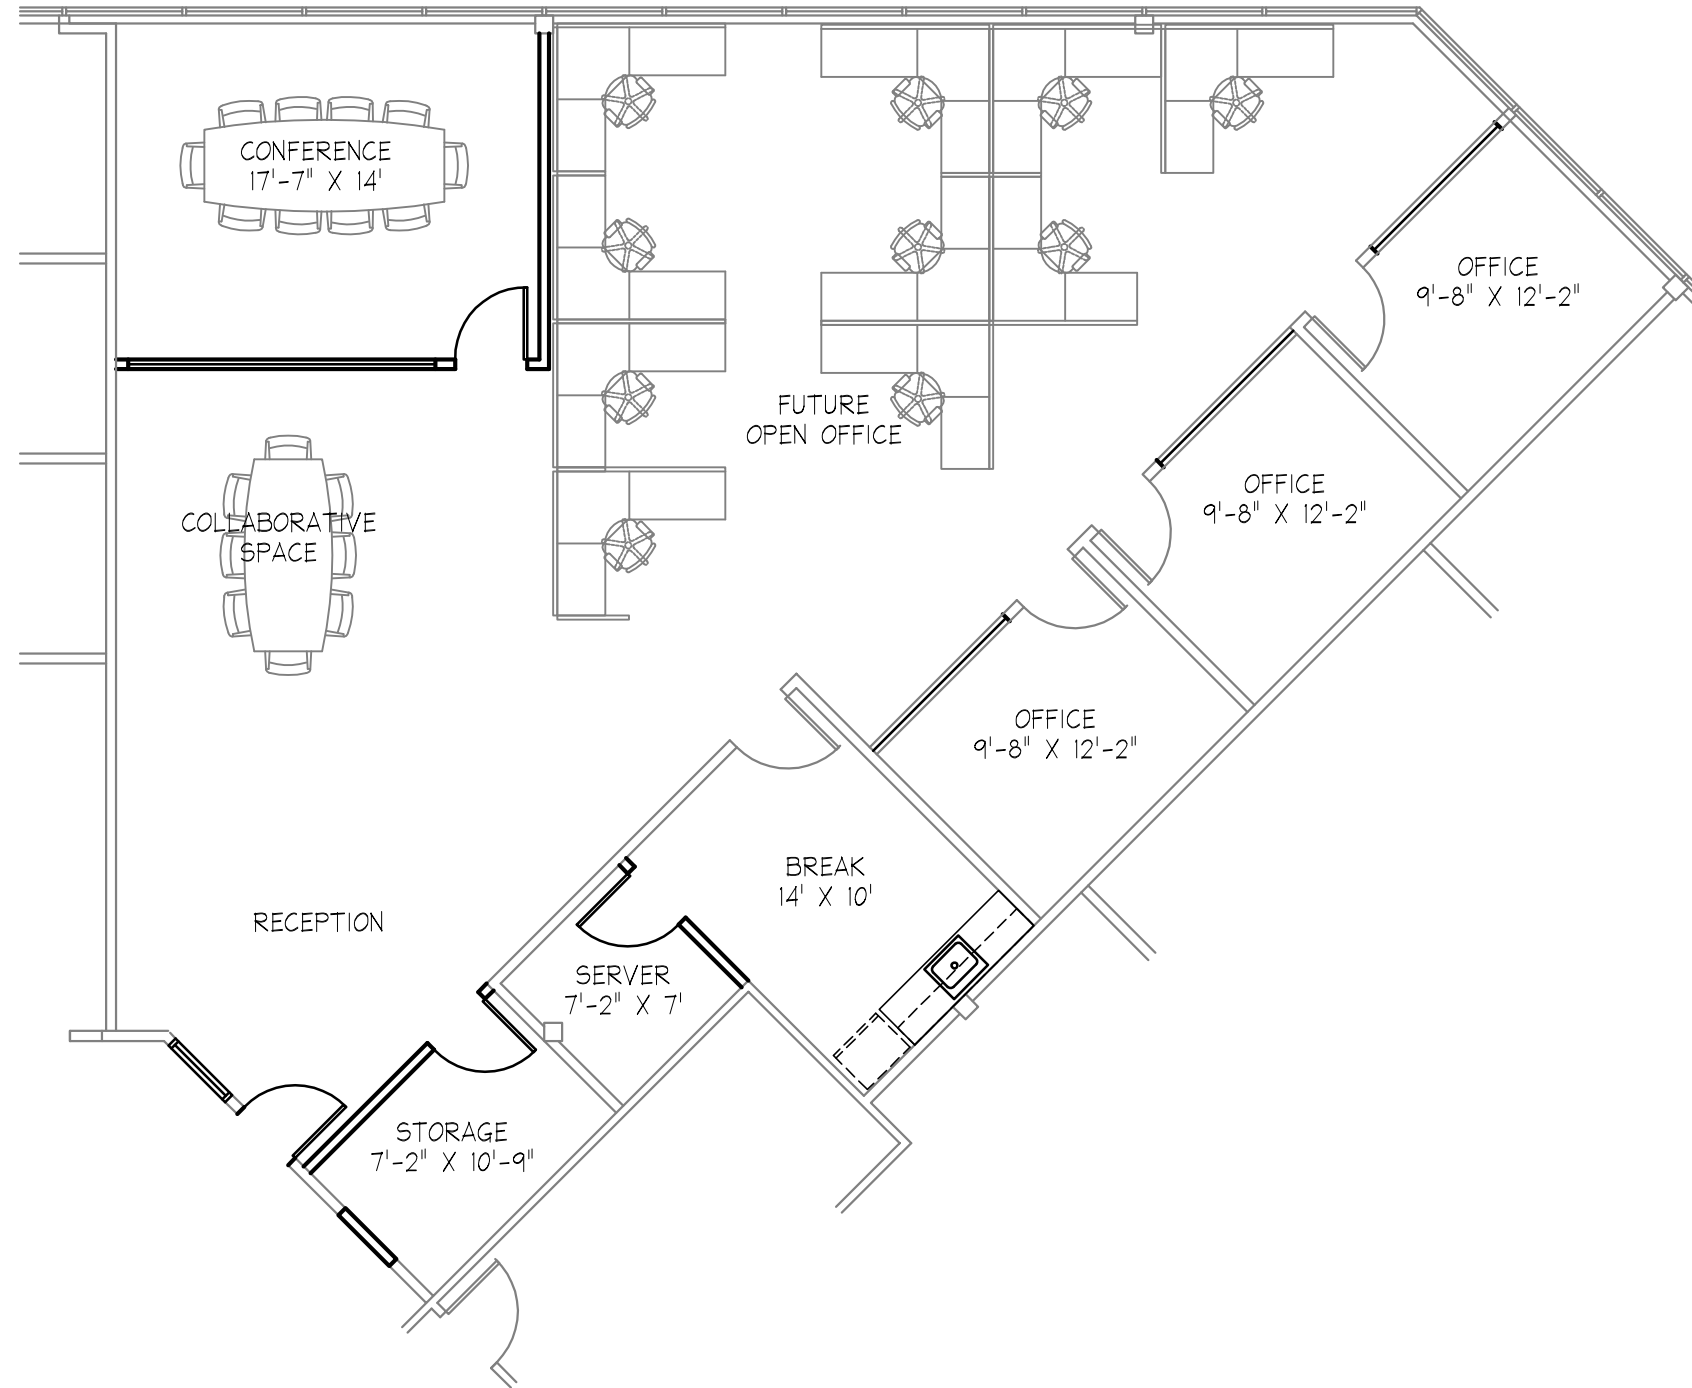 CONFERENCE
17'-7" X 14'
OFFICE
9'-8" X 12'-2"
FUTURE
OPEN OFFICE
OFFICE
9'-8" X 12'-2"
COLLABORATIVE
SPACE
OFFICE
9'-8" X 12'-2"
BREAK
14' X 10'
RECEPTION
SERVER
7'-2" X 7'
STORAGE
7'-2" X 10'-9"